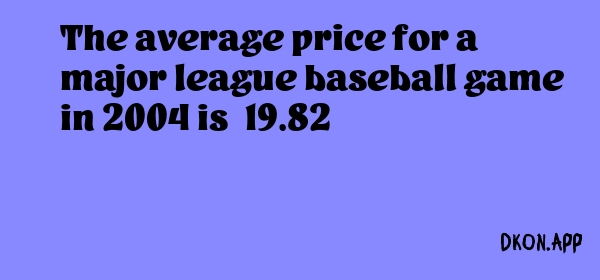 The average price for a
major league baseball game
in 2004 is  19.82
DKON.APP